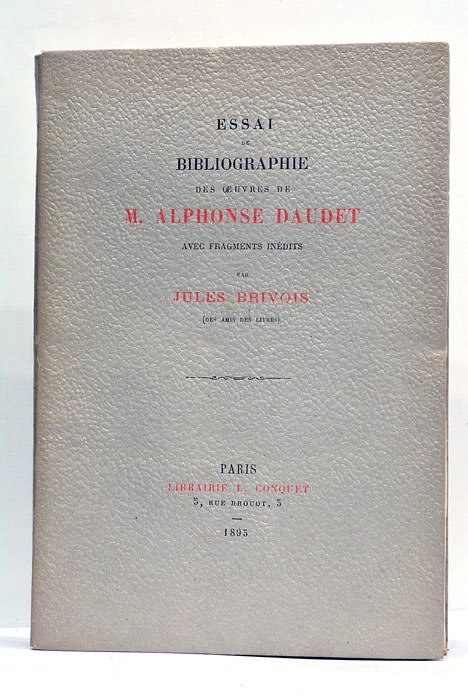 ESSAI
DE
BIBLIOGRAPHIE
DES ŒUVRES DE
M. ALPHONSE DAUDET
AVEC FRAGMENTS INÉDITS
PAR
JULES BRIVOIS
(DES AMIS DES LIVRES)
PARIS
LIBRAIRIE L. CONQUET
5, RUE DROUOT, 5
1895